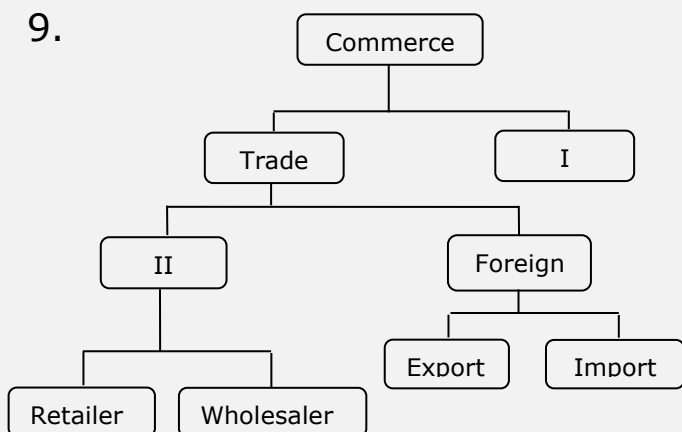 9.
Commerce
Trade
I
II
Foreign
Export
Import
Retailer
Wholesaler